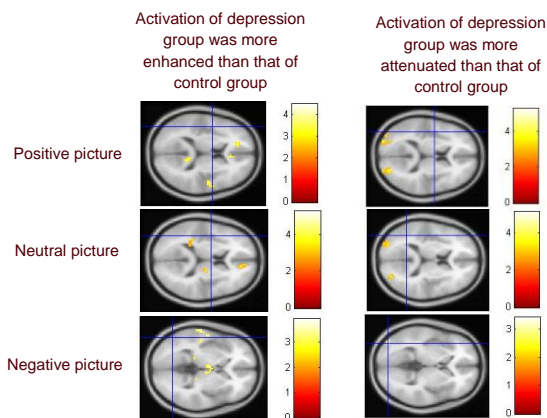 Activation of depression
group was more
enhanced than that of
control group
Activation of depression
group was more
attenuated than that of
control group
Positive picture
4
3
2
1
0
4
2
0
Neutral picture
4
2
0
4
2
0
Negative picture
3
2
1
0
3
2
1
0